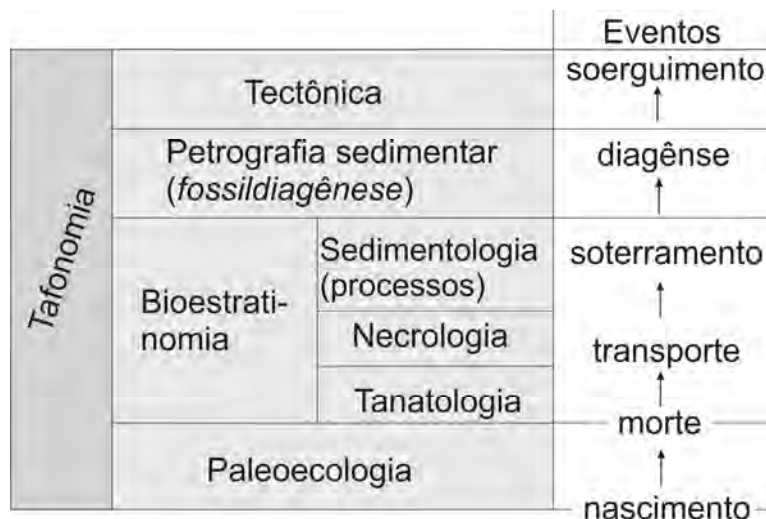 Eventos
Tafonomia
Tectônica
soerguimento
Petrografia sedimentar
(fossildiagênese)
diagênse
Bioestrati-
nomia
Sedimentologia
(processos)
soterramento
Necrologia
transporte
Tanatologia
morte
Paleoecologia
nascimento